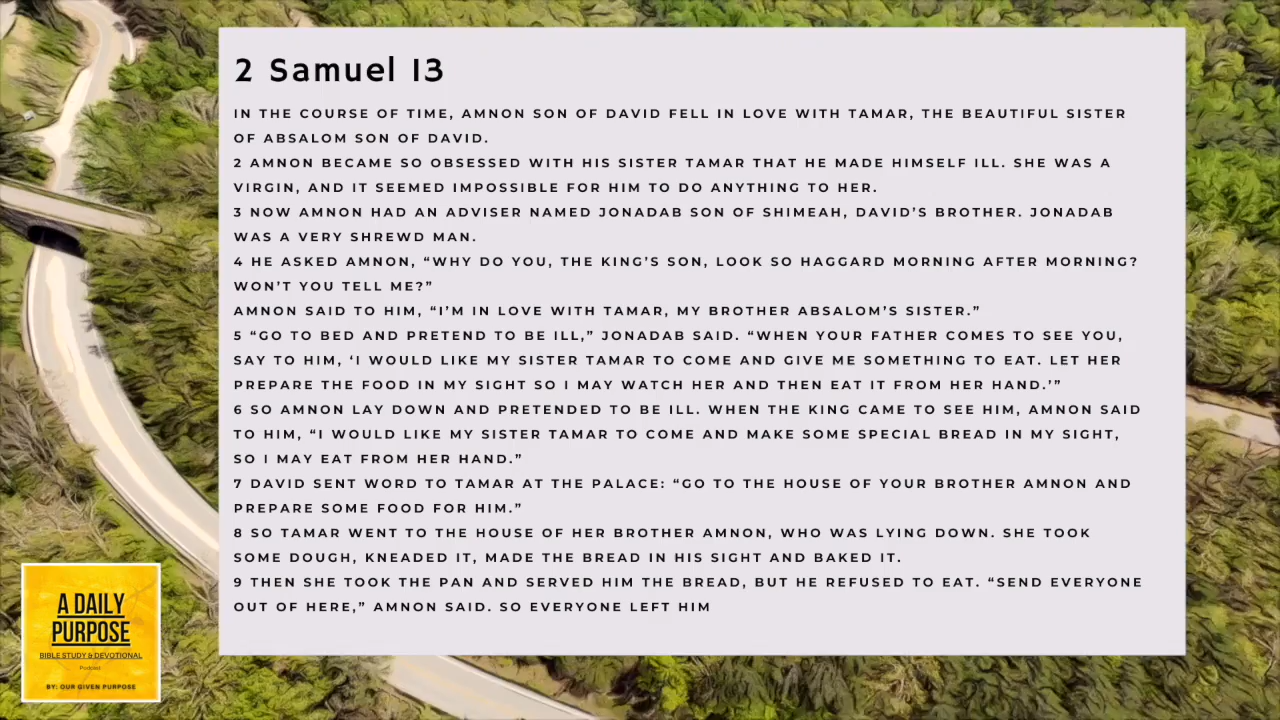 2 Samuel 13
IN THE COURSE OF TIME, AMNON SON OF DAVID FELL IN LOVE WITH TAMAR, THE BEAUTIFUL SISTER
OF ABSALOM SON OF DAVID.
2 AMNON BECAME SO OBSESSED WITH HIS SISTER TAMAR THAT HE MADE HIMSELF ILL. SHE WAS A
VIRGIN, AND IT SEEMED IMPOSSIBLE FOR HIM TO DO ANYTHING TO HER.
3 NOW AMNON HAD AN ADVISER NAMED JONADAB SON OF SHIMEAH, DAVID’S BROTHER. JONADAB
WAS A VERY SHREWD MAN.
4 HE ASKED AMNON, “WHY DO YOU, THE KING’S SON, LOOK SO HAGGARD MORNING AFTER MORNING?
WON’T YOU TELL ME?”
AMNON SAID TO HIM, “I’M IN LOVE WITH TAMAR, MY BROTHER ABSALOM’S SISTER.”
5 “GO TO BED AND PRETEND TO BE ILL,” JONADAB SAID. “WHEN YOUR FATHER COMES TO SEE YOU,
SAY TO HIM, ‘I WOULD LIKE MY SISTER TAMAR TO COME AND GIVE ME SOMETHING TO EAT. LET HER
PREPARE THE FOOD IN MY SIGHT SO I MAY WATCH HER AND THEN EAT IT FROM HER HAND.’”
6 SO AMNON LAY DOWN AND PRETENDED TO BE ILL. WHEN THE KING CAME TO SEE HIM, AMNON SAID
TO HIM, “I WOULD LIKE MY SISTER TAMAR TO COME AND MAKE SOME SPECIAL BREAD IN MY SIGHT,
SO I MAY EAT FROM HER HAND.”
7 DAVID SENT WORD TO TAMAR AT THE PALACE: “GO TO THE HOUSE OF YOUR BROTHER AMNON AND
PREPARE SOME FOOD FOR HIM.”
8 SO TAMAR WENT TO THE HOUSE OF HER BROTHER AMNON, WHO WAS LYING DOWN. SHE TOOK
SOME DOUGH, KNEADED IT, MADE THE BREAD IN HIS SIGHT AND BAKED IT.
9 THEN SHE TOOK THE PAN AND SERVED HIM THE BREAD, BUT HE REFUSED TO EAT. “SEND EVERYONE
OUT OF HERE,” AMNON SAID. SO EVERYONE LEFT HIM
A DAILY
PURPOSE
BIBLE STUDY & DEVOTIONAL
Podcast
BY: OUR GIVEN PURPOSE